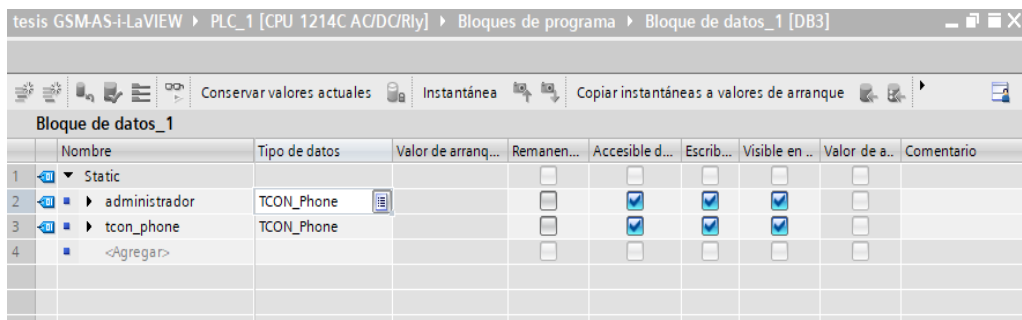 tesis GSM-AS-i-LaVIEW ▸ PLC_1 [CPU 1214C AC/DC/Rly] ▸ Bloques de programa ▸ Bloque de datos_1 [DB3]
Conservar valores actuales Instantánea Copiar instantáneas a valores de arranque
Bloque de datos_1
Nombre Tipo de datos Valor de arranq... Remanen... Accesible d... Escrib... Visible en .. Valor de a.. Comentario
1 Static
2 administrador TCON_Phone
3 tcon_phone TCON_Phone
4 <Agregar>